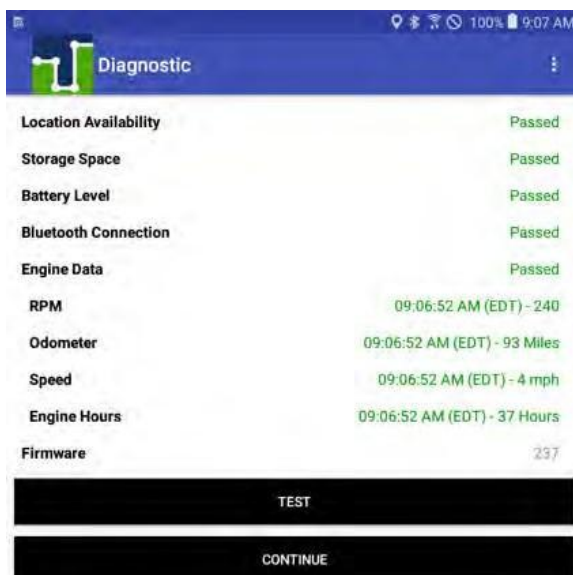 100% 9:07 AM
Diagnostic
Location Availability Passed
Storage Space Passed
Battery Level Passed
Bluetooth Connection Passed
Engine Data Passed
RPM 09:06:52 AM (EDT) - 240
Odometer 09:06:52 AM (EDT) - 93 Miles
Speed 09:06:52 AM (EDT) - 4 mph
Engine Hours 09:06:52 AM (EDT) - 37 Hours
Firmware 237
TEST
CONTINUE